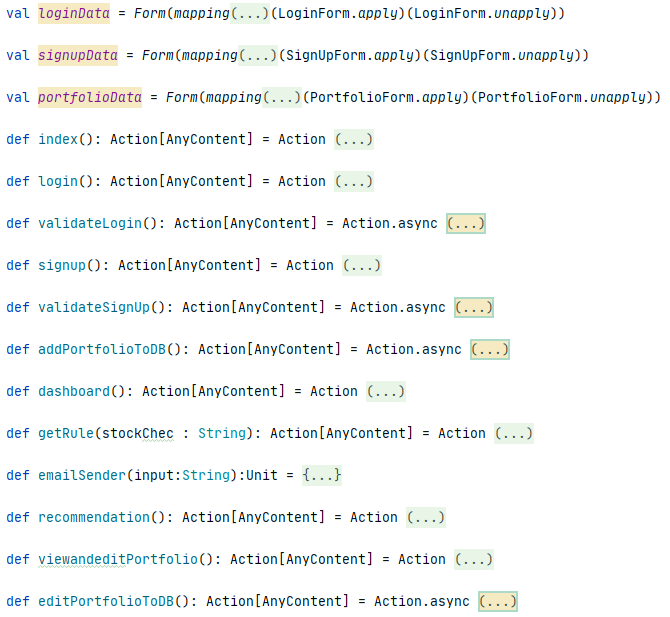 val loginData = Form(mapping(...)(LoginForm.apply)(LoginForm.unapply))
val signupData = Form(mapping(...)(SignUpForm.apply)(SignUpForm.unapply))
val portfolioData = Form(mapping(...)(PortfolioForm.apply)(PortfolioForm.unapply))
def index(): Action[AnyContent] = Action (...)
def login(): Action[AnyContent] = Action (...)
def validateLogin(): Action[AnyContent] = Action.async (...)
def signup(): Action[AnyContent] = Action (...)
def validateSignUp(): Action[AnyContent] = Action.async (...)
def addPortfolioToDB(): Action[AnyContent] = Action.async (...)
def dashboard(): Action[AnyContent] = Action (...)
def getRule(stockChec : String): Action[AnyContent] = Action (...)
def emailSender(input:String):Unit = {...}
def recommendation(): Action[AnyContent] = Action (...)
def viewandeditPortfolio(): Action[AnyContent] = Action (...)
def editPortfolioToDB(): Action[AnyContent] = Action.async (...)